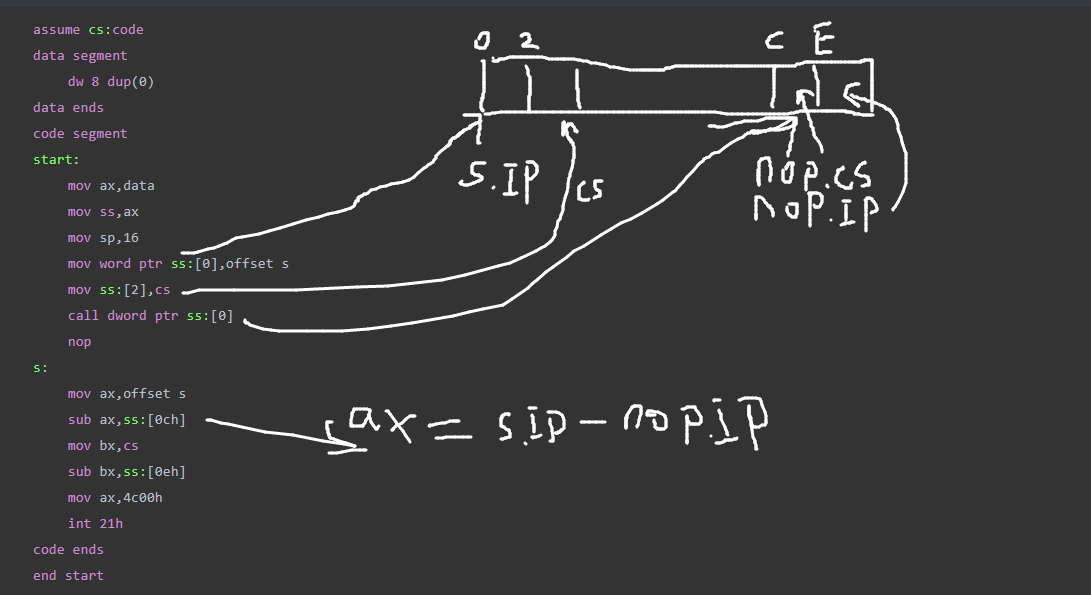 assume cs:code
data segment
dw 8 dup(0)
data ends
code segment
start:
mov ax,data
mov ss,ax
mov sp,16
mov word ptr ss:[0],offset s
mov ss:[2],cs
call dword ptr ss:[0]
nop
s:
mov ax,offset s
sub ax,ss:[0ch]
mov bx,cs
sub bx,ss:[0eh]
mov ax,4c00h
int 21h
code ends
end start
0 2 C E
S.IP
cs
nop.cs
noP.IP
ax = s.ip - nop.ip